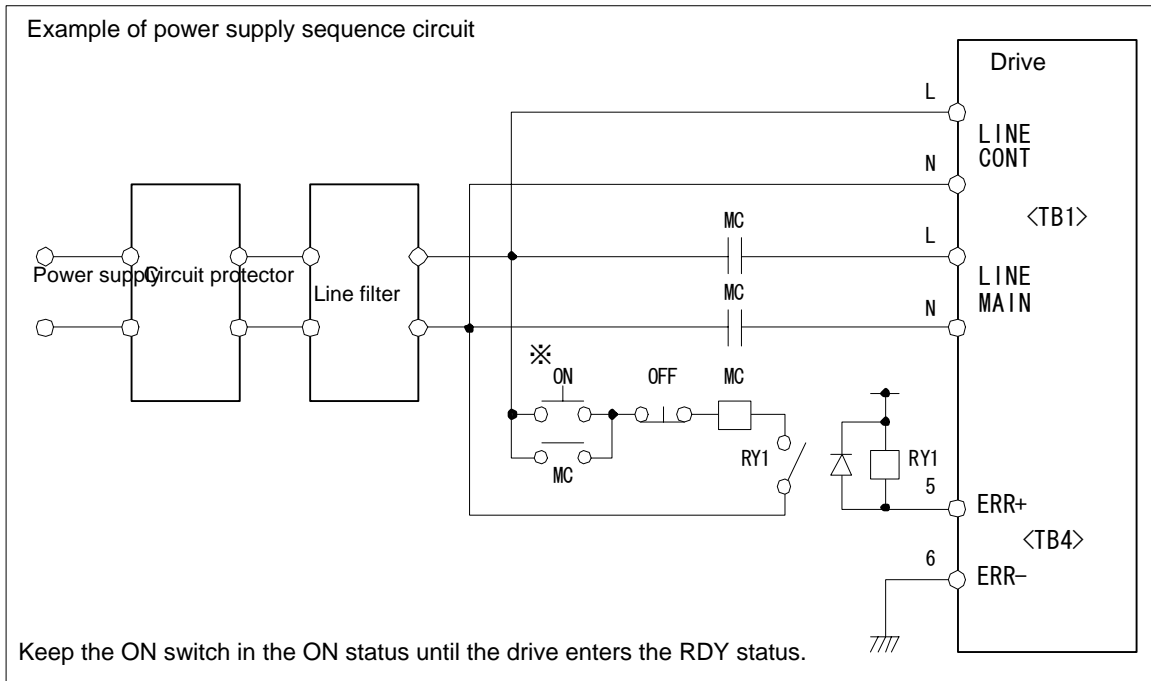 Example of power supply sequence circuit
Drive
L
LINE
CONT
N
<TB1>
MC
L
Power supply
Circuit protector
Line filter
LINE
MAIN
MC
N
※
ON
OFF
MC
MC
RY1
RY1
5
ERR+
<TB4>
6
ERR-
Keep the ON switch in the ON status until the drive enters the RDY status.